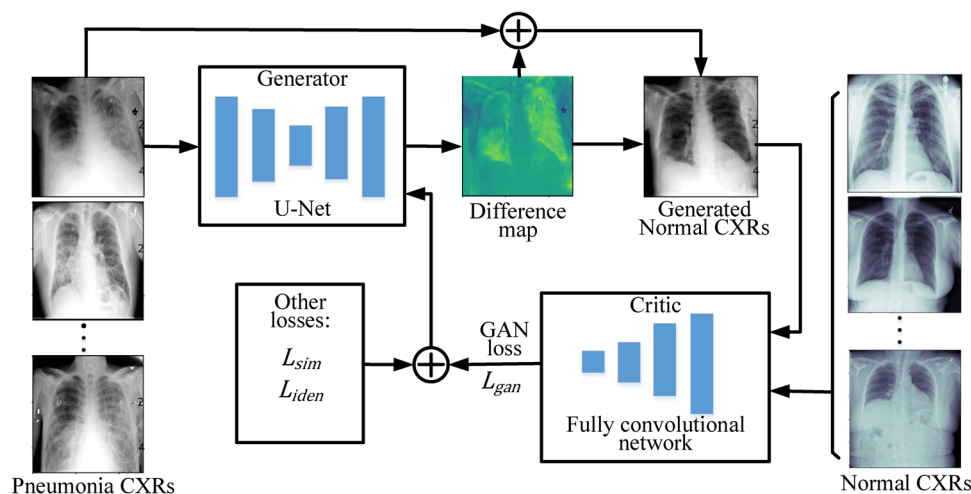 Generator
U-Net
Difference
map
Generated
Normal CXRs
Other
losses:
L_sim
L_iden
GAN
loss
L_gan
Critic
Fully convolutional
network
Pneumonia CXRs
Normal CXRs